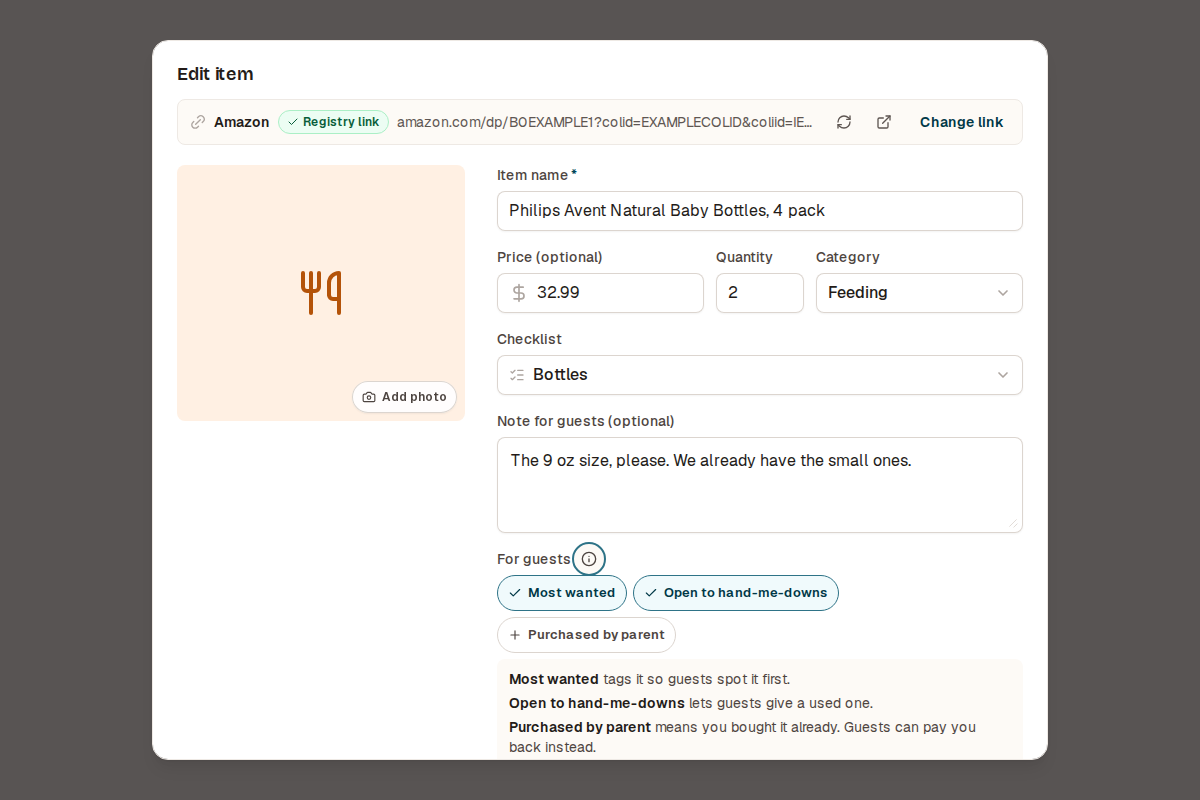 Edit item
Amazon Registry link amazon.com/dp/B0EXAMPLE1?colid=EXAMPLECOLID&coliid=IE... Change link
Add photo
Item name *
Philips Avent Natural Baby Bottles, 4 pack
Price (optional) Quantity Category
32.99 2 Feeding
Checklist
Bottles
Note for guests (optional)
The 9 oz size, please. We already have the small ones.
For guests
Most wanted Open to hand-me-downs
Purchased by parent
Most wanted tags it so guests spot it first.
Open to hand-me-downs lets guests give a used one.
Purchased by parent means you bought it already. Guests can pay you
back instead.